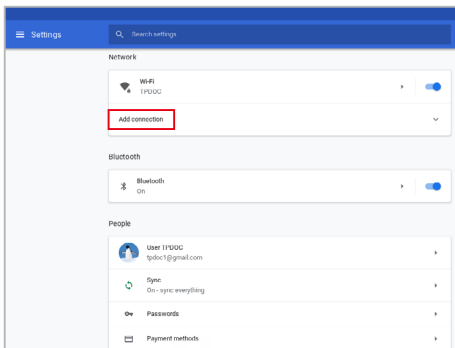 Settings
Search settings
Network
Wi-Fi
TPDOC
Add connection
Bluetooth
Bluetooth
On
People
User TPDOC
tpdoc1@gmail.com
Sync
On - sync everything
Passwords
Payment methods